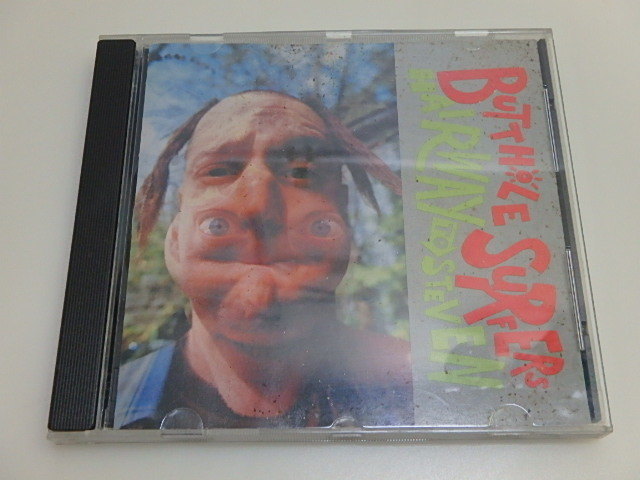 BUTTHOLE SURFERS
HAIRWAY TO STEVEN